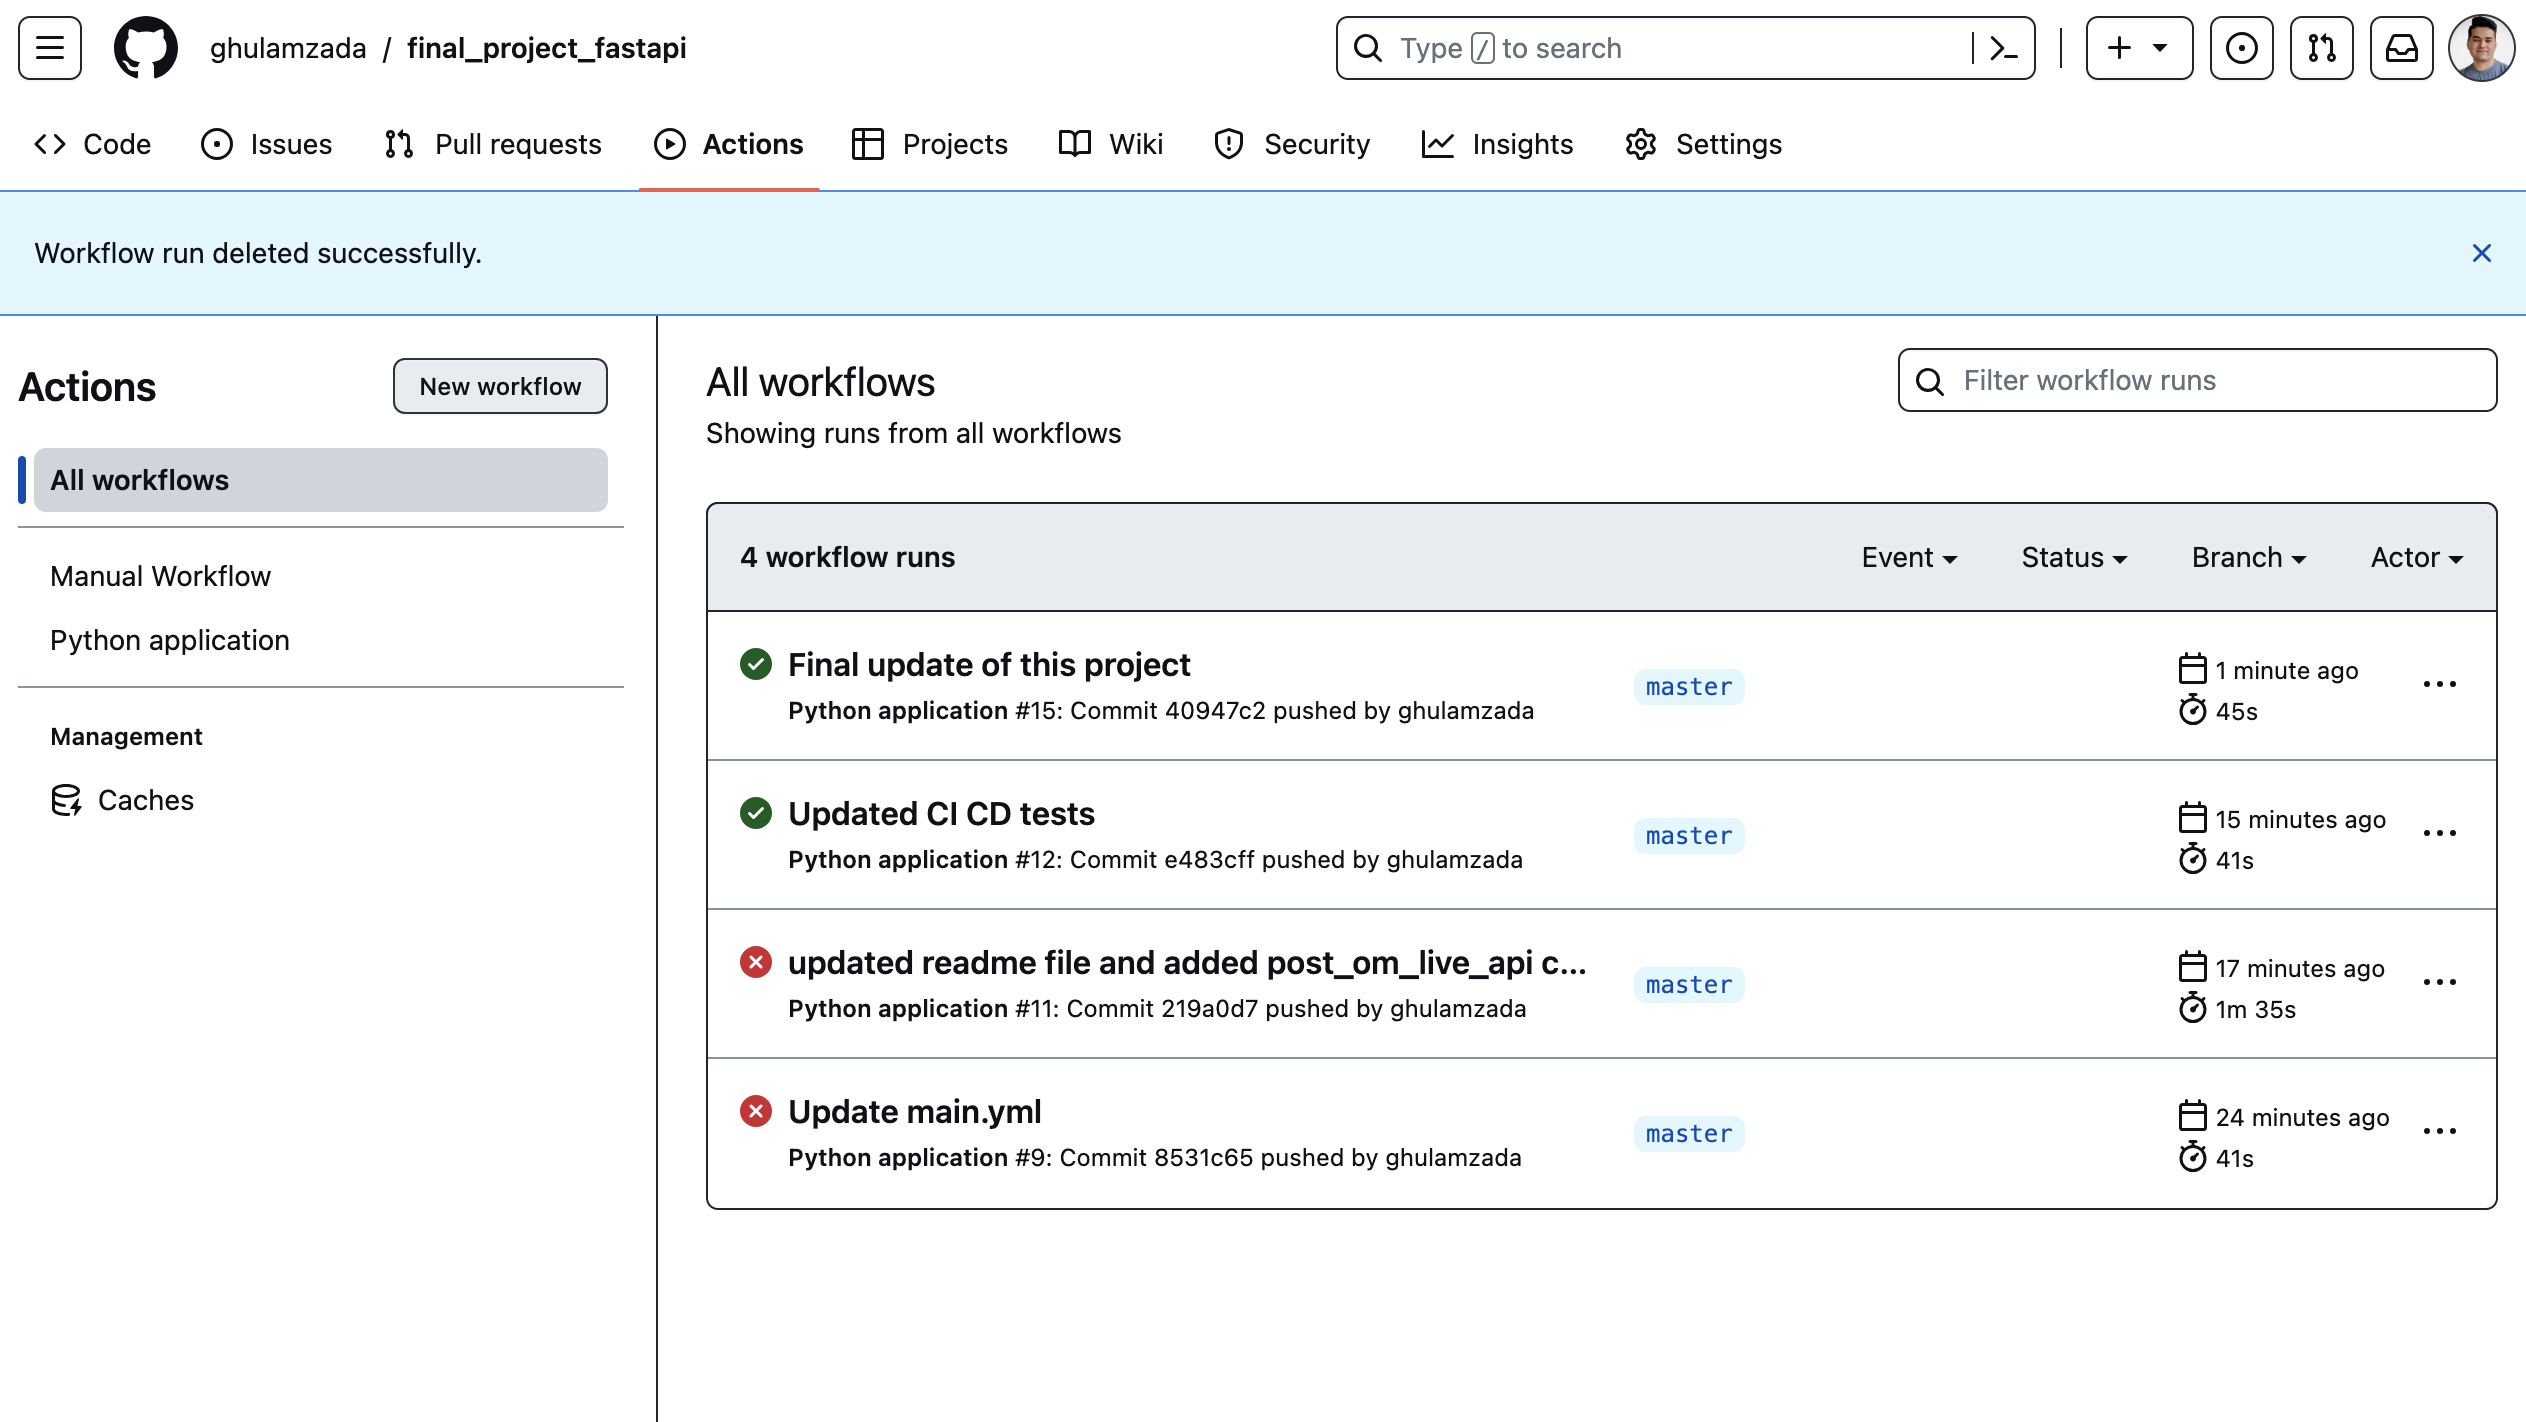 ghulamzada / final_project_fastapi
Type / to search
Code Issues Pull requests Actions Projects Wiki Security Insights Settings
Workflow run deleted successfully.
Actions
New workflow
All workflows
Manual Workflow
Python application
Management
Caches
All workflows
Showing runs from all workflows
Filter workflow runs
4 workflow runs
Event Status Branch Actor
Final update of this project
Python application #15: Commit 40947c2 pushed by ghulamzada
master
1 minute ago
45s
Updated CI CD tests
Python application #12: Commit e483cff pushed by ghulamzada
master
15 minutes ago
41s
updated readme file and added post_om_live_api c...
Python application #11: Commit 219a0d7 pushed by ghulamzada
master
17 minutes ago
1m 35s
Update main.yml
Python application #9: Commit 8531c65 pushed by ghulamzada
master
24 minutes ago
41s